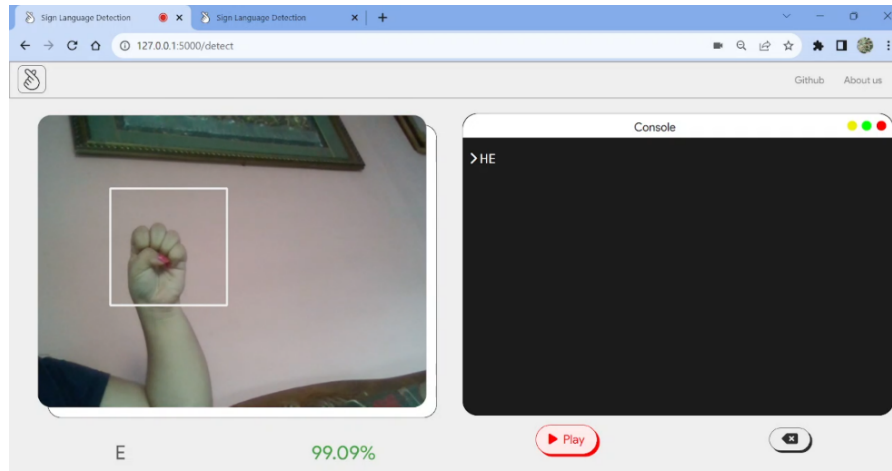 Sign Language Detection
Sign Language Detection
127.0.0.1:5000/detect
Github About us
Console
HE
E 99.09%
Play